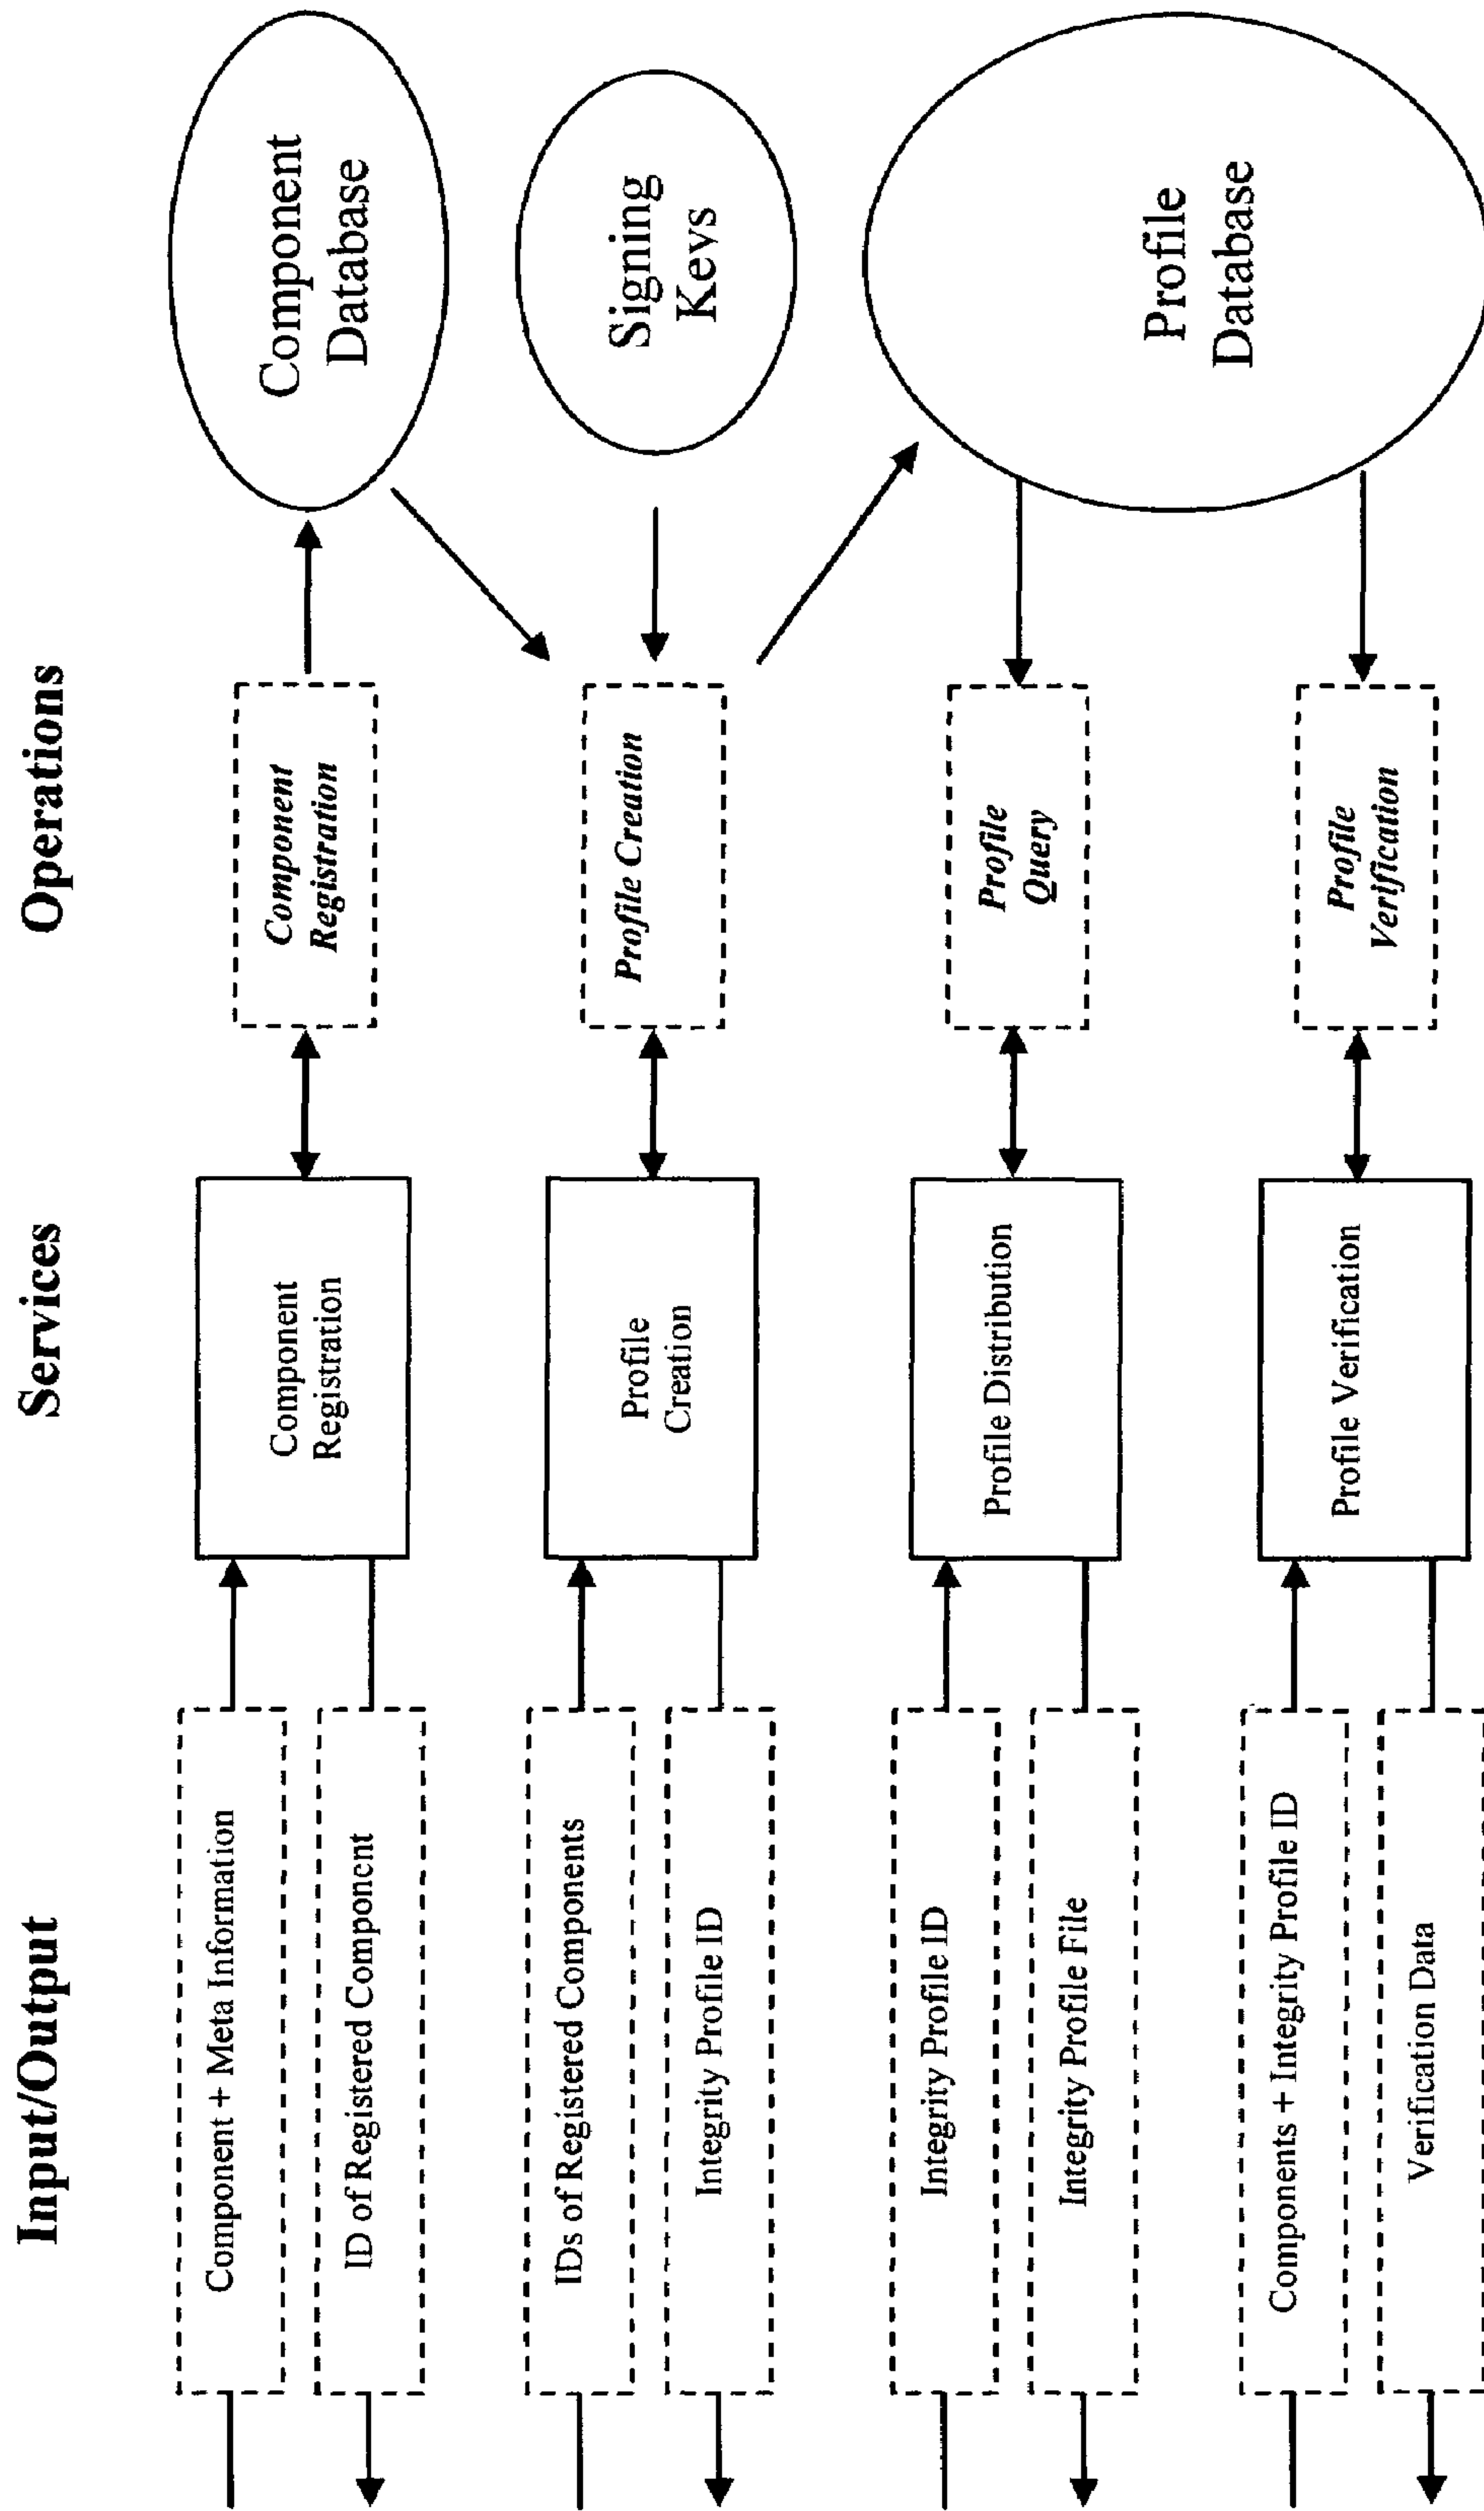 Input/Output
Services
Operations
Component + Meta Information
ID of Registered Component
Component
Registration
Component
Registration
Component
Database
IDs of Registered Components
Integrity Profile ID
Profile
Creation
Profile Creation
Signing
Kevs
Integrity Profile ID
Integrity Profile File
Profile Distribution
Profile
Query
Profile
Database
Components + Integrity Profile ID
Verification Data
Profile Verification
Profile
Verification